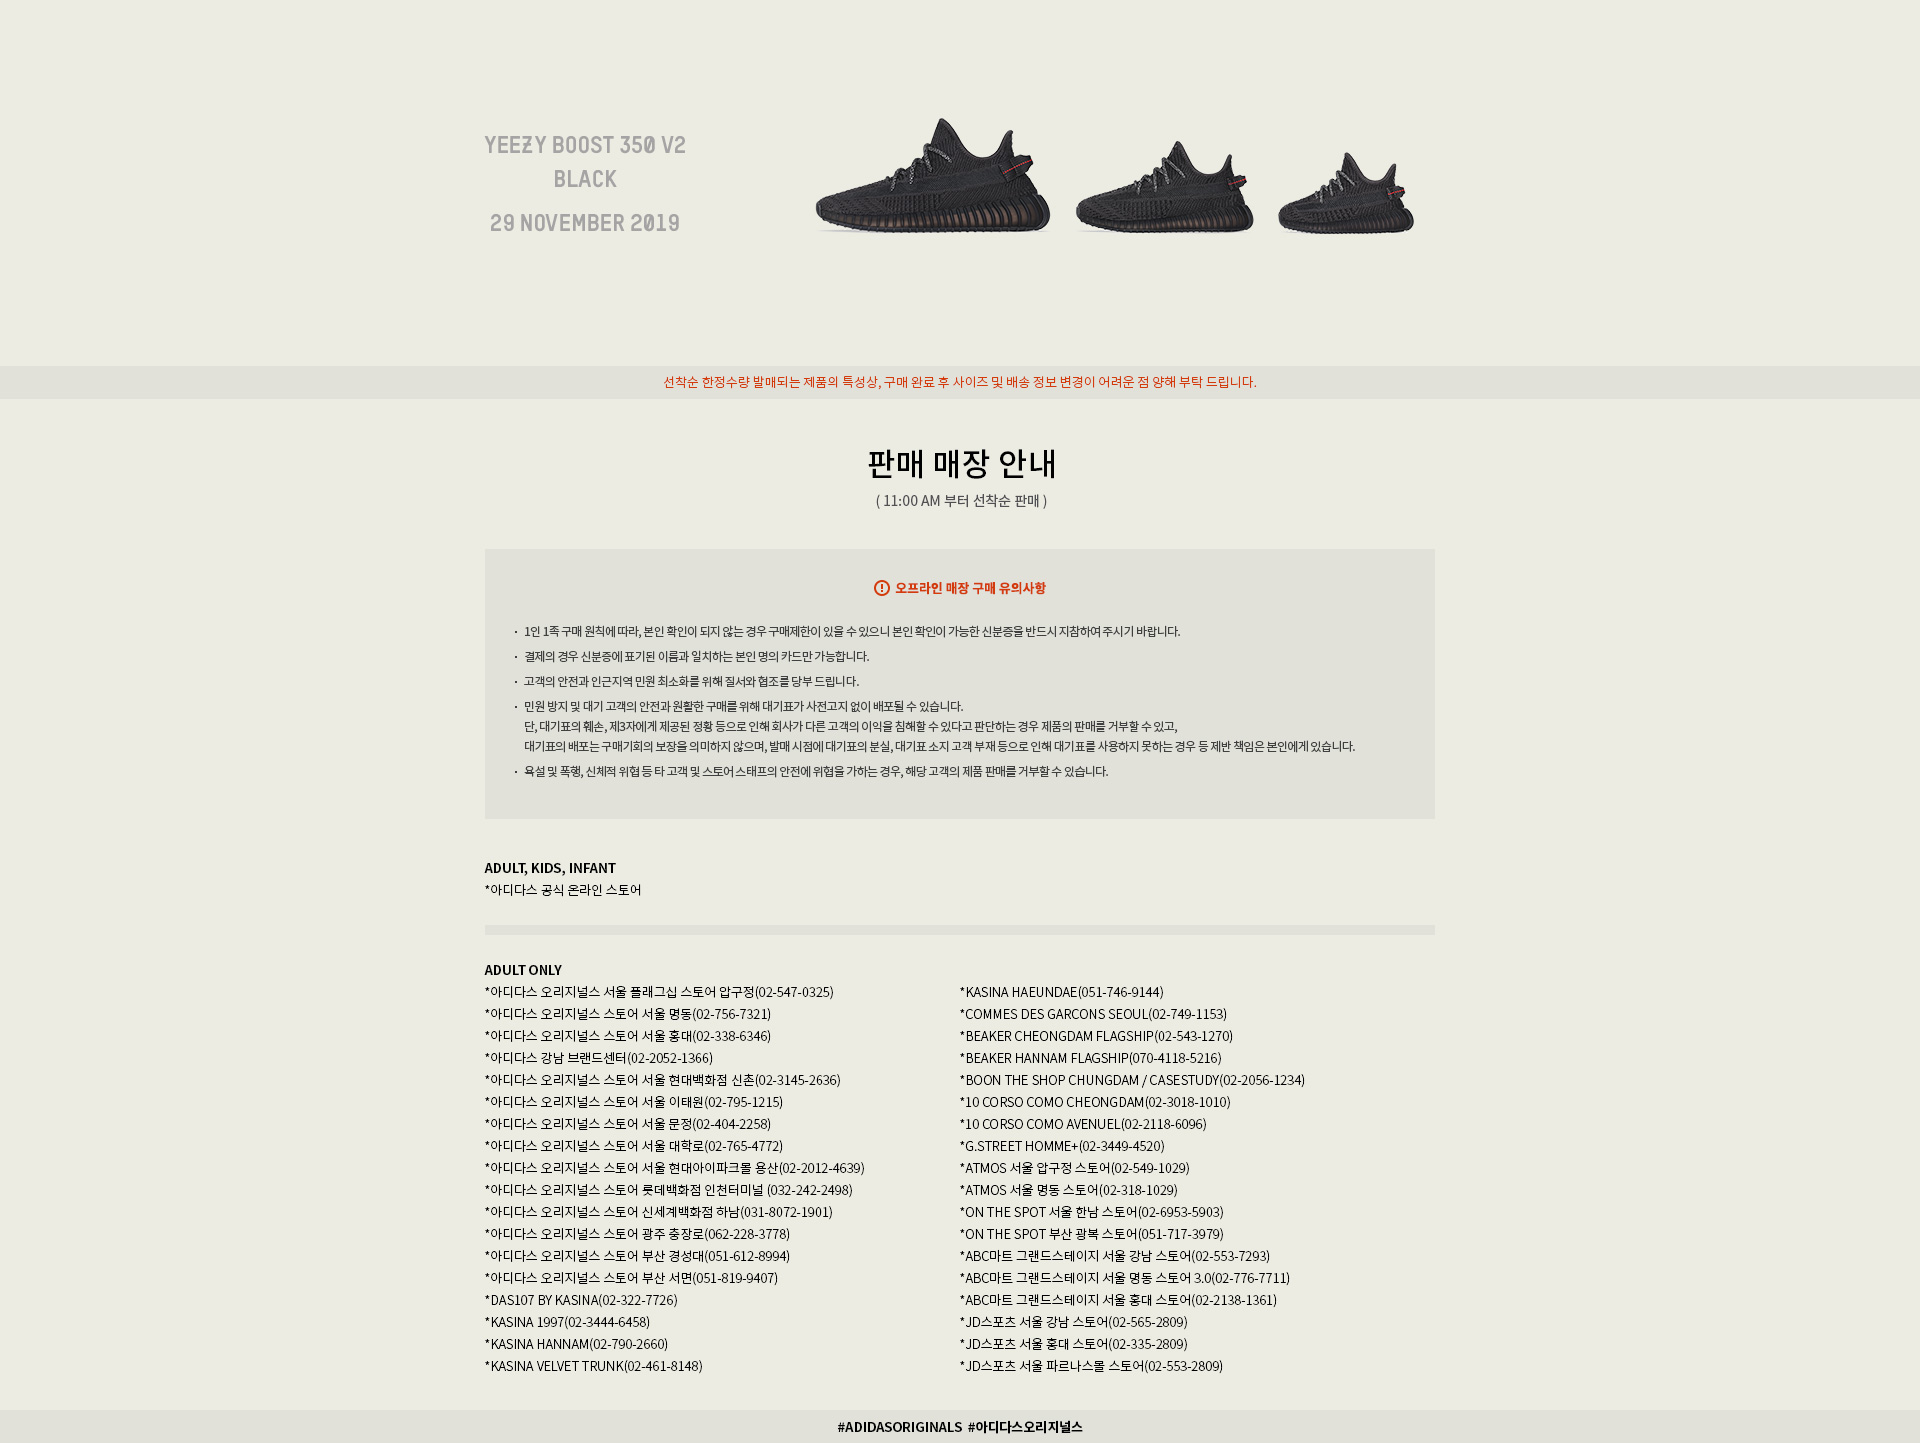 YEEZY BOOST 350 V2
BLACK
29 NOVEMBER 2019
선착순 한정수량 발매되는 제품의 특성상, 구매 완료 후 사이즈 및 배송 정보 변경이 어려운 점 양해 부탁 드립니다.
판매 매장 안내
( 11:00 AM 부터 선착순 판매 )
오프라인 매장 구매 유의사항
· 1인 1족 구매 원칙에 따라, 본인 확인이 되지 않는 경우 구매제한이 있을 수 있으니 본인 확인이 가능한 신분증을 반드시 지참하여 주시기 바랍니다.
· 결제의 경우 신분증에 표기된 이름과 일치하는 본인 명의 카드만 가능합니다.
· 고객의 안전과 인근지역 민원 최소화를 위해 질서와 협조를 당부 드립니다.
· 민원 방지 및 대기 고객의 안전과 원활한 구매를 위해 대기표가 사전고지 없이 배포될 수 있습니다.
단, 대기표의 훼손, 제3자에게 제공된 정황 등으로 인해 회사가 다른 고객의 이익을 침해할 수 있다고 판단하는 경우 제품의 판매를 거부할 수 있고,
대기표의 배포는 구매기회의 보장을 의미하지 않으며, 발매 시점에 대기표의 분실, 대기표 소지 고객 부재 등으로 인해 대기표를 사용하지 못하는 경우 등 제반 책임은 본인에게 있습니다.
· 욕설 및 폭행, 신체적 위협 등 타 고객 및 스토어 스태프의 안전에 위협을 가하는 경우, 해당 고객의 제품 판매를 거부할 수 있습니다.
ADULT, KIDS, INFANT
*아디다스 공식 온라인 스토어
ADULT ONLY
*아디다스 오리지널스 서울 플래그십 스토어 압구정(02-547-0325)
*아디다스 오리지널스 스토어 서울 명동(02-756-7321)
*아디다스 오리지널스 스토어 서울 홍대(02-338-6346)
*아디다스 강남 브랜드센터(02-2052-1366)
*아디다스 오리지널스 스토어 서울 현대백화점 신촌(02-3145-2636)
*아디다스 오리지널스 스토어 서울 이태원(02-795-1215)
*아디다스 오리지널스 스토어 서울 문정(02-404-2258)
*아디다스 오리지널스 스토어 서울 대학로(02-765-4772)
*아디다스 오리지널스 스토어 서울 현대아이파크몰 용산(02-2012-4639)
*아디다스 오리지널스 스토어 롯데백화점 인천터미널 (032-242-2498)
*아디다스 오리지널스 스토어 신세계백화점 하남(031-8072-1901)
*아디다스 오리지널스 스토어 광주 충장로(062-228-3778)
*아디다스 오리지널스 스토어 부산 경성대(051-612-8994)
*아디다스 오리지널스 스토어 부산 서면(051-819-9407)
*DAS107 BY KASINA(02-322-7726)
*KASINA 1997(02-3444-6458)
*KASINA HANNAM(02-790-2660)
*KASINA VELVET TRUNK(02-461-8148)
*KASINA HAEUNDAE(051-746-9144)
*COMMES DES GARCONS SEOUL(02-749-1153)
*BEAKER CHEONGDAM FLAGSHIP(02-543-1270)
*BEAKER HANNAM FLAGSHIP(070-4118-5216)
*BOON THE SHOP CHUNGDAM / CASESTUDY(02-2056-1234)
*10 CORSO COMO CHEONGDAM(02-3018-1010)
*10 CORSO COMO AVENUEL(02-2118-6096)
*G.STREET HOMME+(02-3449-4520)
*ATMOS 서울 압구정 스토어(02-549-1029)
*ATMOS 서울 명동 스토어(02-318-1029)
*ON THE SPOT 서울 한남 스토어(02-6953-5903)
*ON THE SPOT 부산 광복 스토어(051-717-3979)
*ABC마트 그랜드스테이지 서울 강남 스토어(02-553-7293)
*ABC마트 그랜드스테이지 서울 명동 스토어 3.0(02-776-7711)
*ABC마트 그랜드스테이지 서울 홍대 스토어(02-2138-1361)
*JD스포츠 서울 강남 스토어(02-565-2809)
*JD스포츠 서울 홍대 스토어(02-335-2809)
*JD스포츠 서울 파르나스몰 스토어(02-553-2809)
#ADIDASORIGINALS #아디다스오리지널스